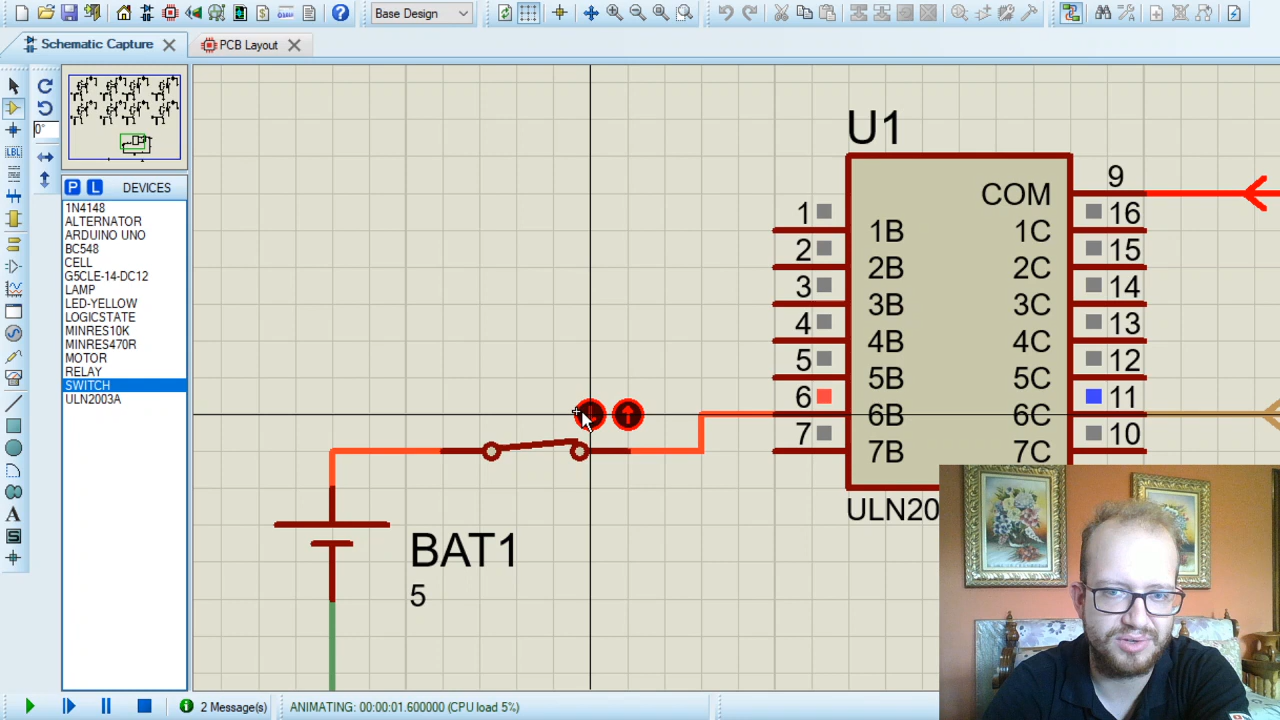 Base Design
Schematic Capture
PCB Layout
LBL
0°
P L DEVICES
1N4148
ALTERNATOR
ARDUINO UNO
BC548
CELL
G5CLE-14-DC12
LAMP
LED-YELLOW
LOGICSTATE
MINRES10K
MINRES470R
MOTOR
RELAY
SWITCH
ULN2003A
A
S
U1
COM 9
1 1B 1C 16
2 2B 2C 15
3 3B 3C 14
4 4B 4C 13
5 5B 5C 12
6 6B 6C 11
7 7B 7C 10
ULN20
BAT1
5
2 Message(s)
ANIMATING: 00:00:01.600000 (CPU load 5%)